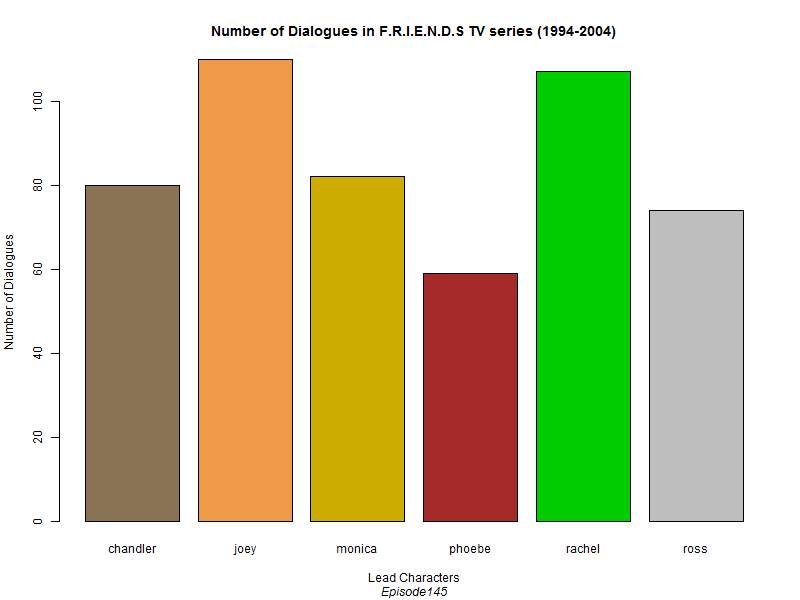 Number of Dialogues in F.R.I.E.N.D.S TV series (1994-2004)
Number of Dialogues
100
80
60
40
20
0
chandler joey monica phoebe rachel ross
Lead Characters
Episode145